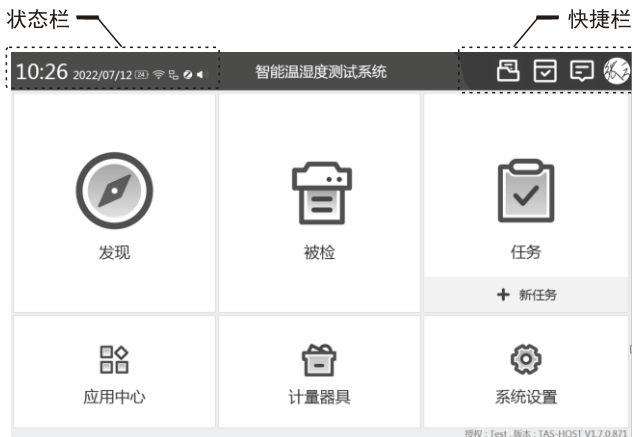 状态栏
快捷栏
10:26 2022/07/12 智能温湿度测试系统
发现
被检
任务
新任务
应用中心
计量器具
系统设置
授权 : Test , 版本 : TAS-HOST V1.7.0.871